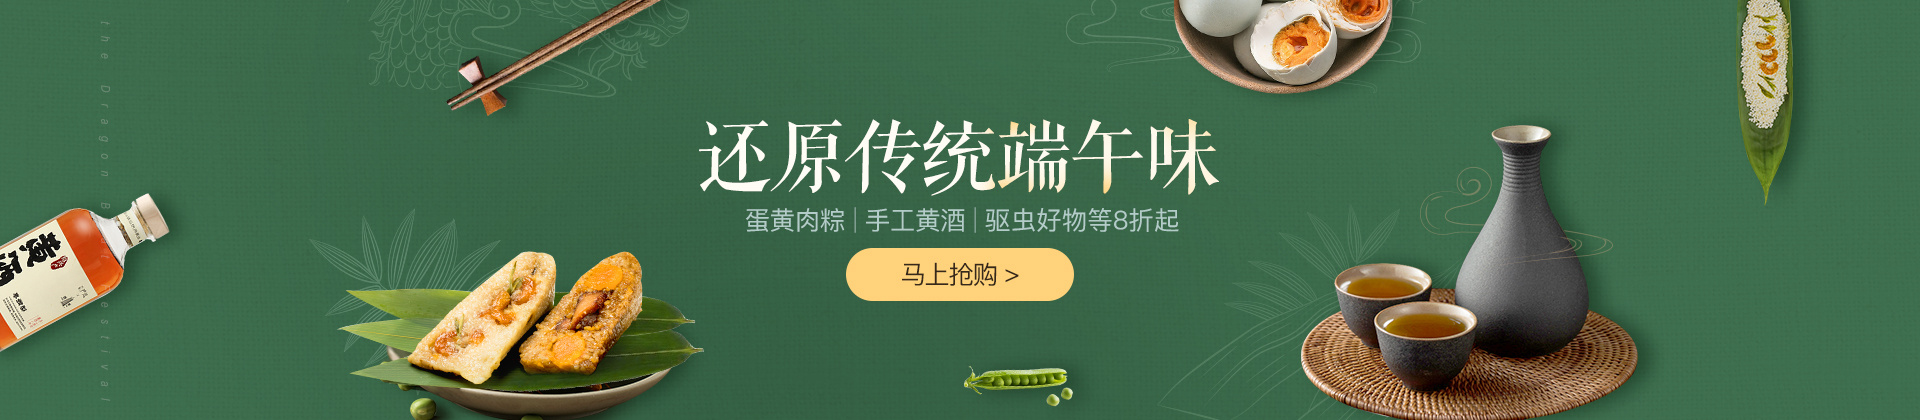 the Dragon Boat Festival
还原传统端午味
蛋黄肉粽 | 手工黄酒 | 驱虫好物等8折起
马上抢购 >
黄酒